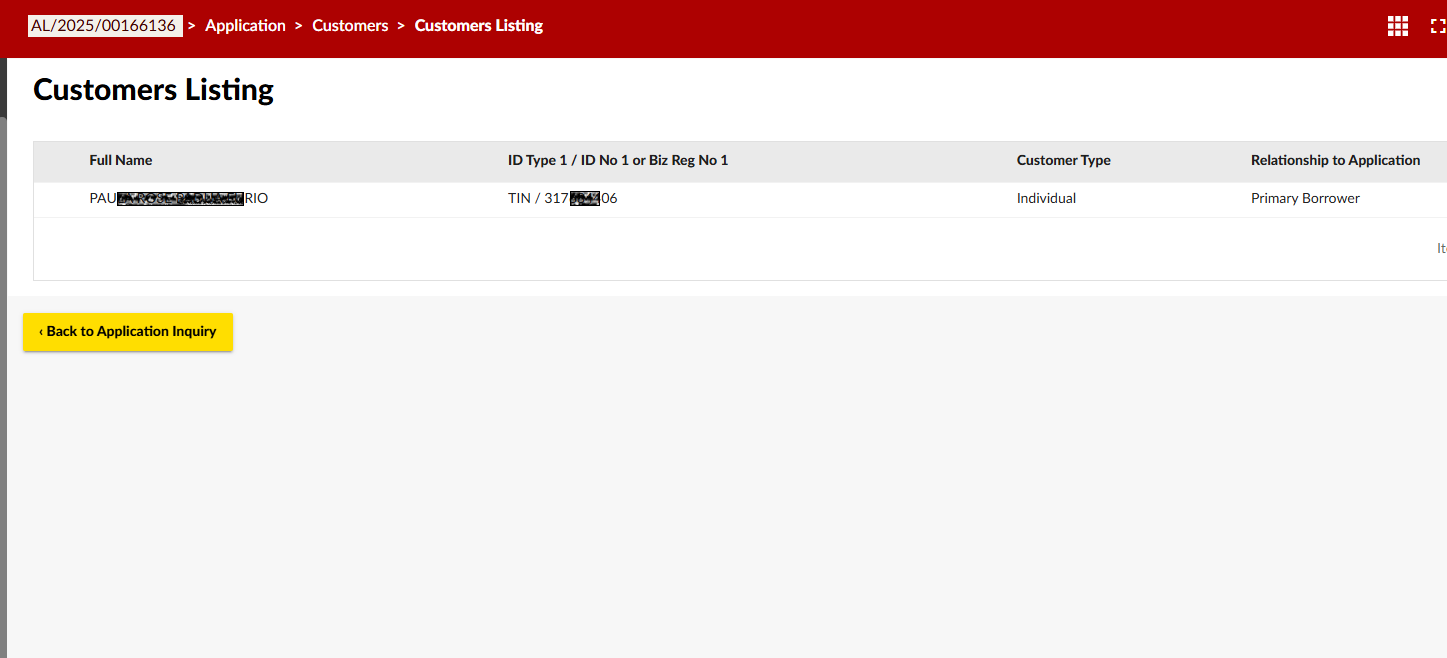 AL/2025/00166136 > Application > Customers > Customers Listing
Customers Listing
Full Name ID Type 1 / ID No 1 or Biz Reg No 1 Customer Type Relationship to Application
PAU RIO TIN / 317 06 Individual Primary Borrower
‹ Back to Application Inquiry